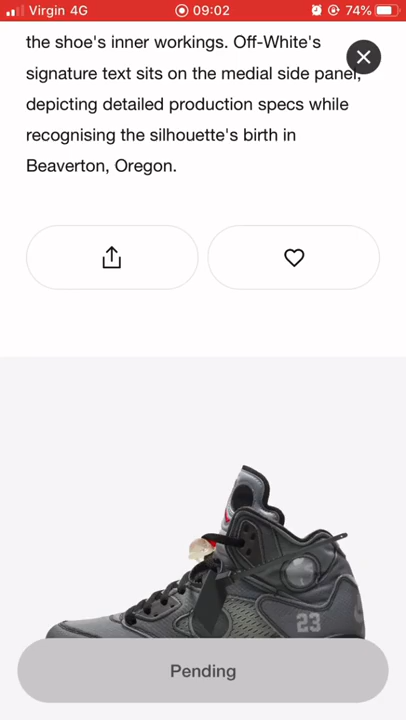 Virgin 4G
09:02
74%
the shoe's inner workings. Off-White's
signature text sits on the medial side panel,
depicting detailed production specs while
recognising the silhouette's birth in
Beaverton, Oregon.
23
Pending